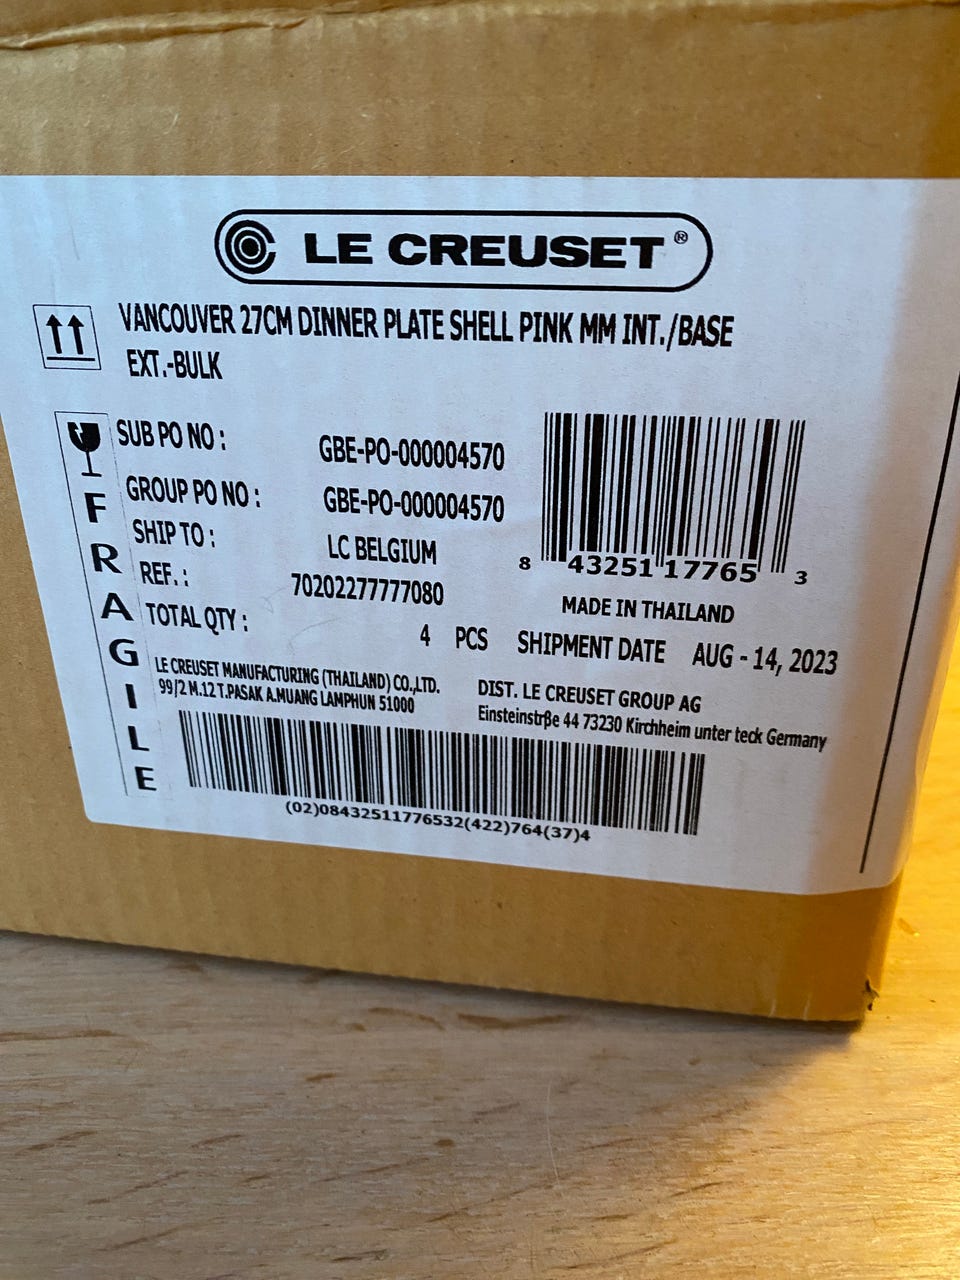 LE CREUSET®
VANCOUVER 27CM DINNER PLATE SHELL PINK MM INT./BASE
EXT.-BULK
FRAGILE
SUB PO NO : GBE-PO-000004570
GROUP PO NO : GBE-PO-000004570
SHIP TO : LC BELGIUM
REF. : 70202277777080
TOTAL QTY : 4 PCS
8 43251 17765 3
MADE IN THAILAND
SHIPMENT DATE AUG - 14, 2023
LE CREUSET MANUFACTURING (THAILAND) CO.,LTD.
99/2 M.12 T.PASAK A.MUANG LAMPHUN 51000
DIST. LE CREUSET GROUP AG
Einsteinstrße 44 73230 Kirchheim unter teck Germany
(02)08432511776532(422)764(37)4